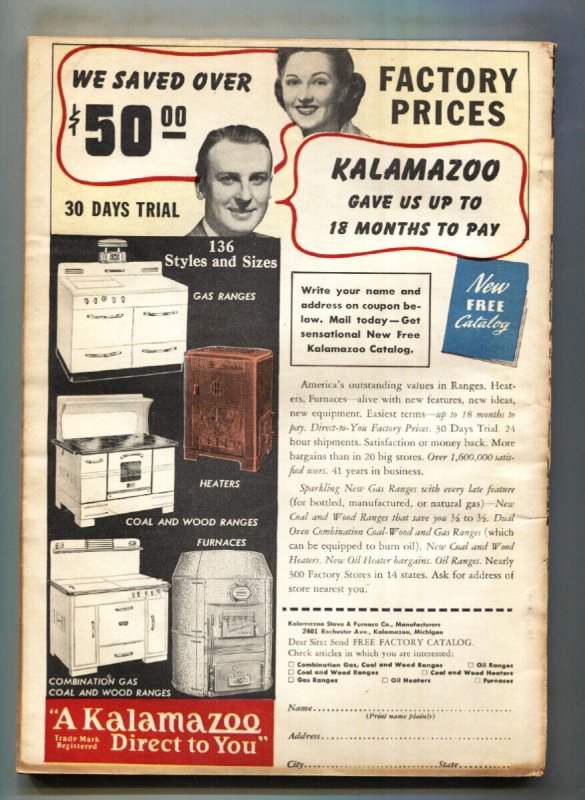 WE SAVED OVER
$50 00
30 DAYS TRIAL
FACTORY
PRICES
KALAMAZOO
GAVE US UP TO
18 MONTHS TO PAY
136
Styles and Sizes
GAS RANGES
HEATERS
COAL AND WOOD RANGES
FURNACES
COMBINATION GAS
COAL AND WOOD RANGES
"A Kalamazoo
Trade Mark
Registered
Direct to You"
Write your name and
address on coupon be-
low. Mail today—Get
sensational New Free
Kalamazoo Catalog.
New
FREE
Catalog
America's outstanding values in Ranges, Heat-
ers, Furnaces—alive with new features, new ideas,
new equipment. Easiest terms—up to 18 months to
pay. Direct-to-You Factory Prices. 30 Days Trial. 24
hour shipments. Satisfaction or money back. More
bargains than in 20 big stores. Over 1,600,000 satis-
fied users. 41 years in business.
Sparkling New Gas Ranges with every late feature
(for bottled, manufactured, or natural gas)—New
Coal and Wood Ranges that save you ¼ to ⅓. Dual
Oven Combination Coal-Wood and Gas Ranges (which
can be equipped to burn oil). New Coal and Wood
Heaters. New Oil Heater bargains. Oil Ranges. Nearly
300 Factory Stores in 14 states. Ask for address of
store nearest you.
Kalamazoo Stove & Furnace Co., Manufacturers
2401 Rochester Ave., Kalamazoo, Michigan
Dear Sirs: Send FREE FACTORY CATALOG.
Check articles in which you are interested:
☐ Combination Gas, Coal and Wood Ranges ☐ Oil Ranges
☐ Coal and Wood Ranges ☐ Coal and Wood Heaters
☐ Gas Ranges ☐ Oil Heaters ☐ Furnaces
Name
(Print name plainly)
Address
City State